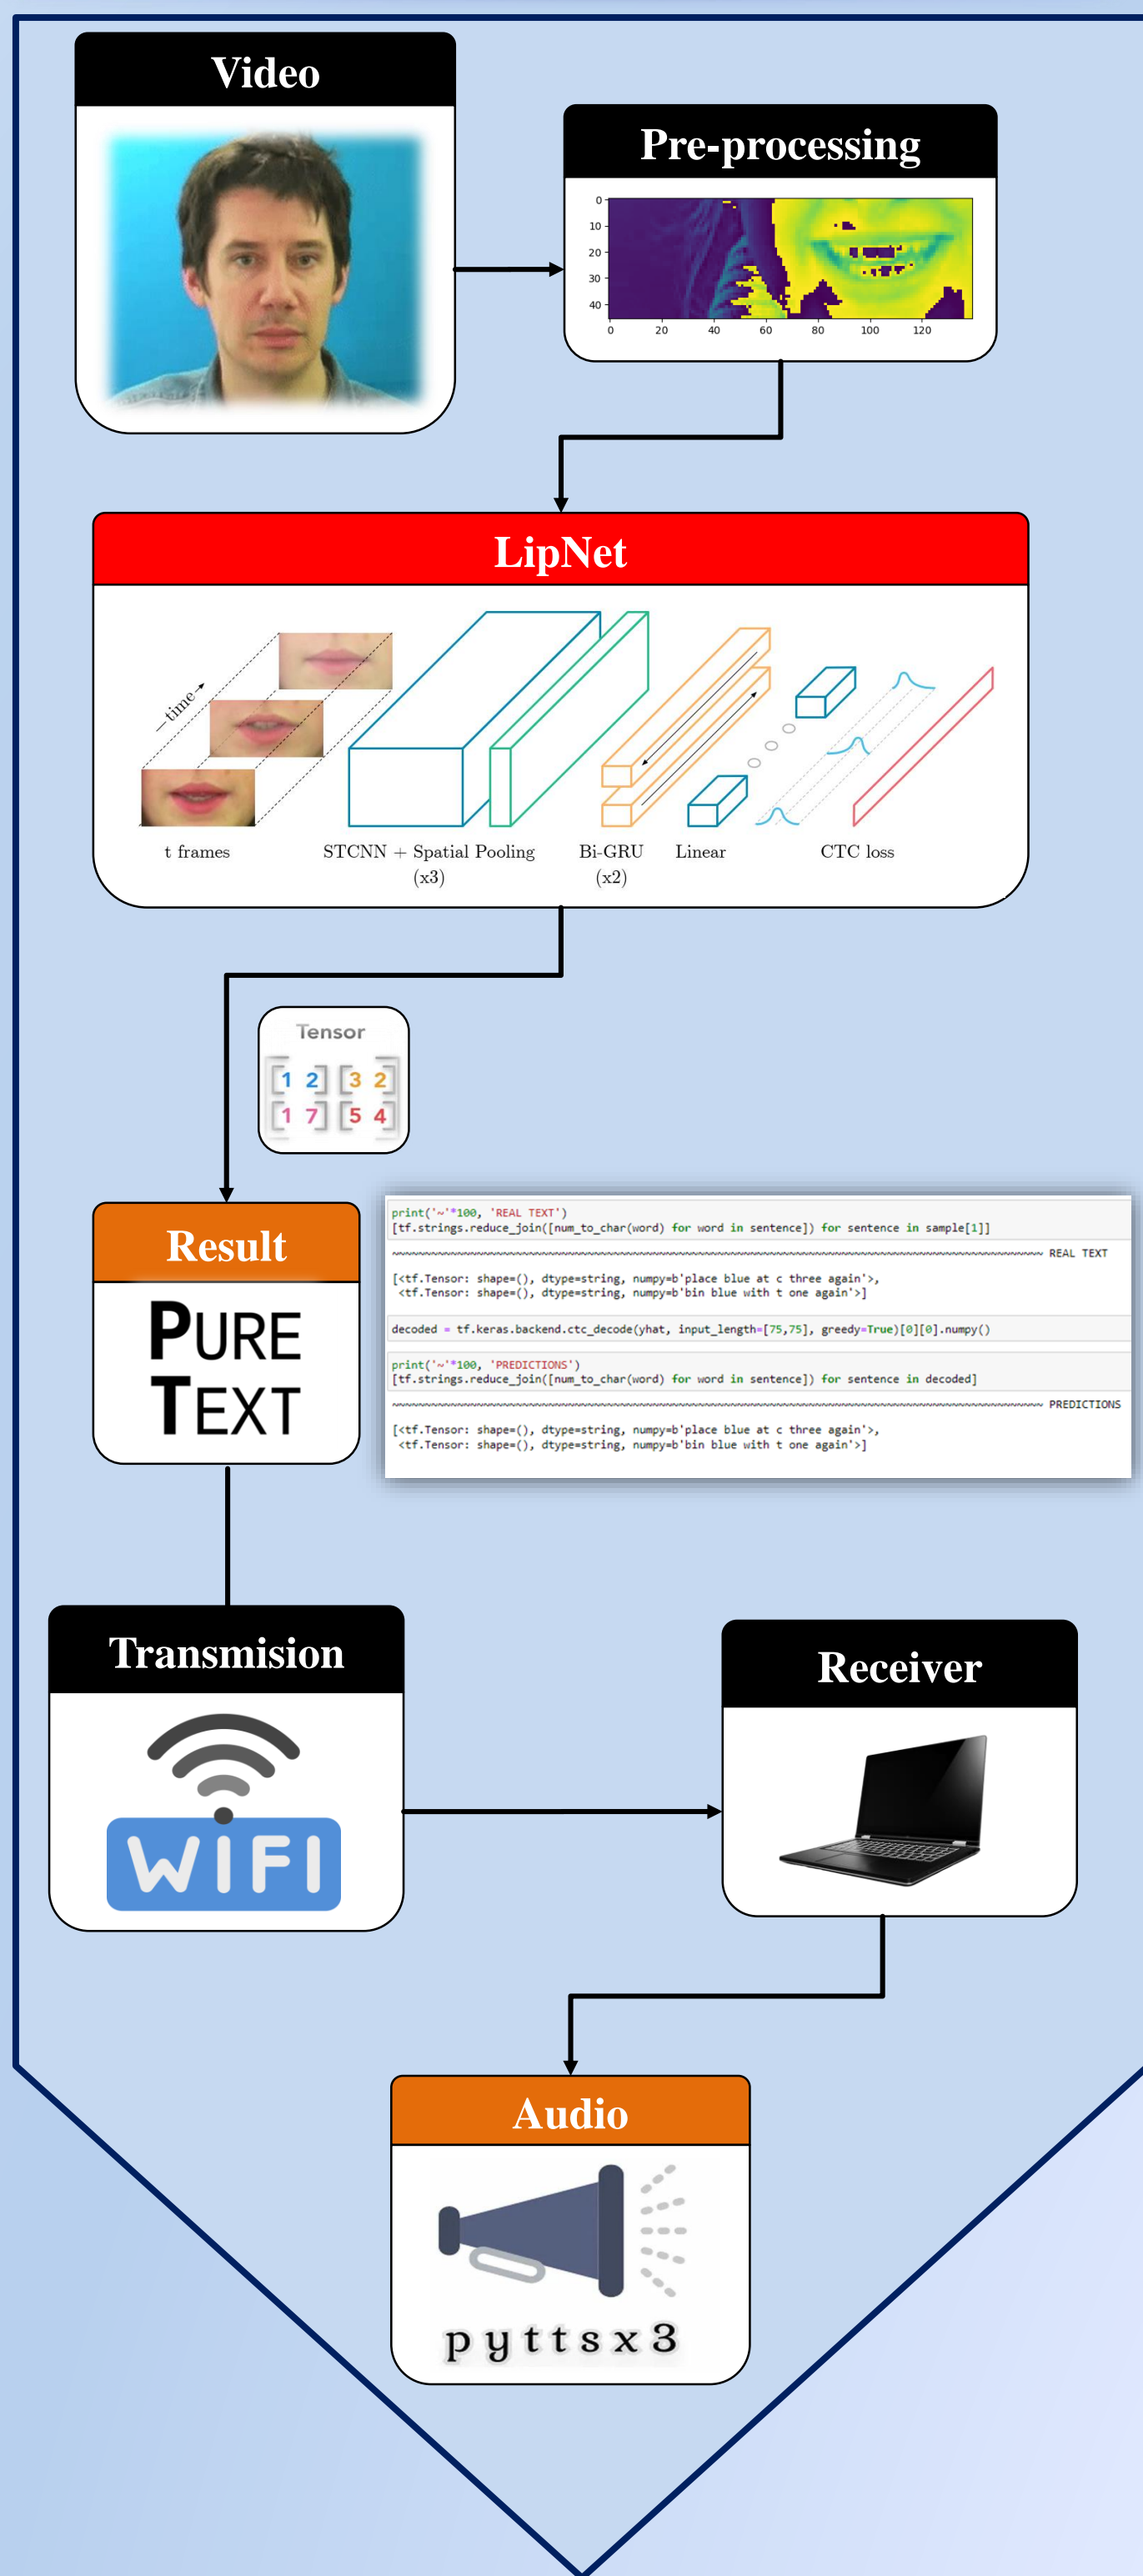 Video
Pre-processing
0
10
20
30
40
0 20 40 60 80 100 120
LipNet
—time→
t frames
STCNN + Spatial Pooling
(x3)
Bi-GRU
(x2)
Linear
CTC loss
Tensor
1 2 3 2
1 7 5 4
Result
PURE
TEXT
print('~'*100, 'REAL TEXT')
[tf.strings.reduce_join([num_to_char(word) for word in sentence]) for sentence in sample[1]]
~~~~~~~~~~~~~~~~~~~~~~~~~~~~~~~~~~~~~~~~~~~~~~~~~~~~~~~~~~~~~~~~~~~~~~~~~~~~~~~~~~~~~~~~~~~~~~~~~~~~ REAL TEXT
[<tf.Tensor: shape=(), dtype=string, numpy=b'place blue at c three again'>,
<tf.Tensor: shape=(), dtype=string, numpy=b'bin blue with t one again'>]
decoded = tf.keras.backend.ctc_decode(yhat, input_length=[75,75], greedy=True)[0][0].numpy()
print('~'*100, 'PREDICTIONS')
[tf.strings.reduce_join([num_to_char(word) for word in sentence]) for sentence in decoded]
~~~~~~~~~~~~~~~~~~~~~~~~~~~~~~~~~~~~~~~~~~~~~~~~~~~~~~~~~~~~~~~~~~~~~~~~~~~~~~~~~~~~~~~~~~~~~~~~~~~~ PREDICTIONS
[<tf.Tensor: shape=(), dtype=string, numpy=b'place blue at c three again'>,
<tf.Tensor: shape=(), dtype=string, numpy=b'bin blue with t one again'>]
Transmision
WIFI
Receiver
Audio
pyttsx3